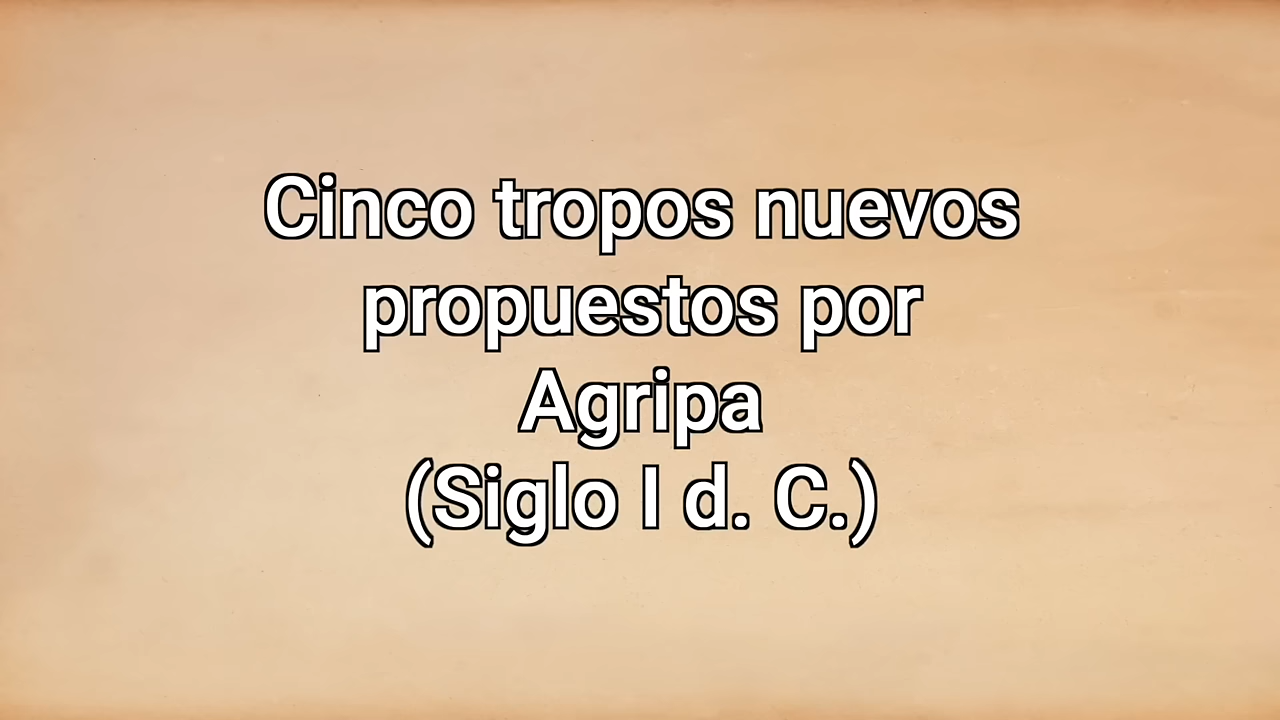 Cinco tropos nuevos
propuestos por
Agripa
(Siglo I d. C.)